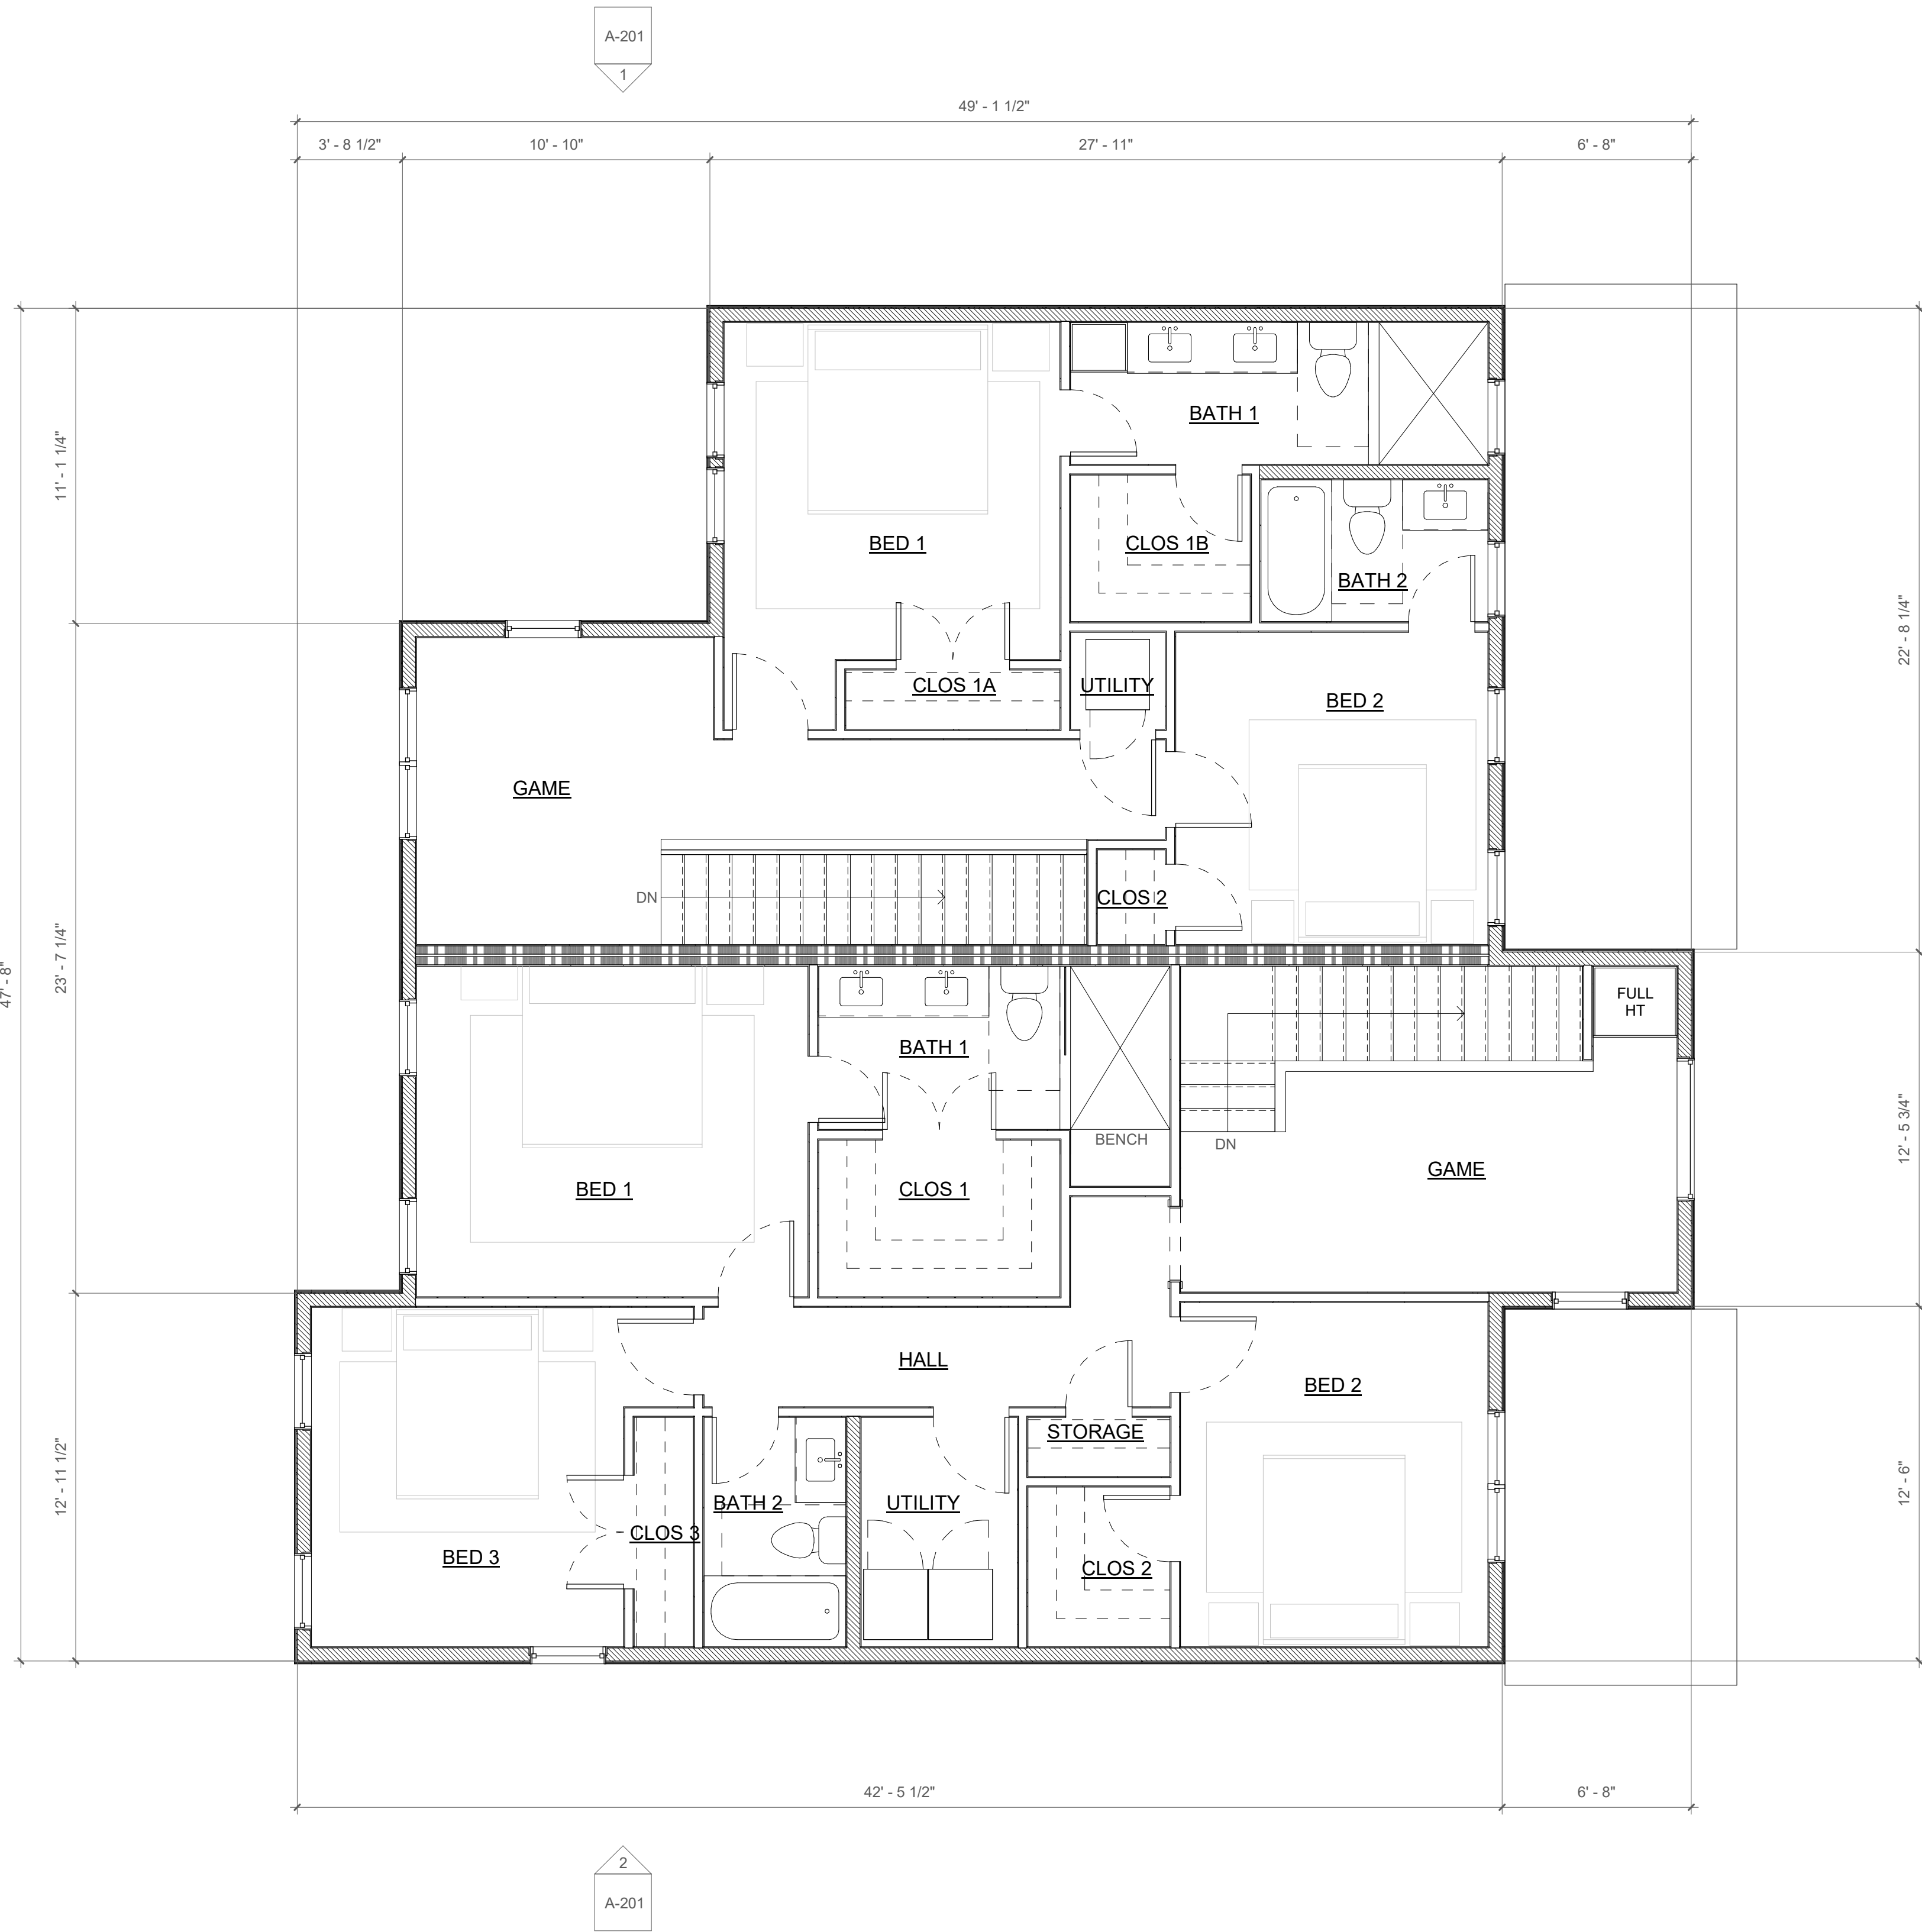 A-201
1
49' - 1 1/2"
3' - 8 1/2"
10' - 10"
27' - 11"
6' - 8"
11' - 1 1/4"
23' - 7 1/4"
47' - 8"
12' - 11 1/2"
22' - 8 1/4"
12' - 5 3/4"
12' - 6"
BATH 1
BED 1
CLOS 1B
BATH 2
CLOS 1A
UTILITY
BED 2
GAME
DN
CLOS 2
FULL
HT
BATH 1
BENCH
DN
GAME
BED 1
CLOS 1
HALL
BED 2
STORAGE
BATH 2
UTILITY
CLOS 3
BED 3
CLOS 2
42' - 5 1/2"
6' - 8"
2
A-201